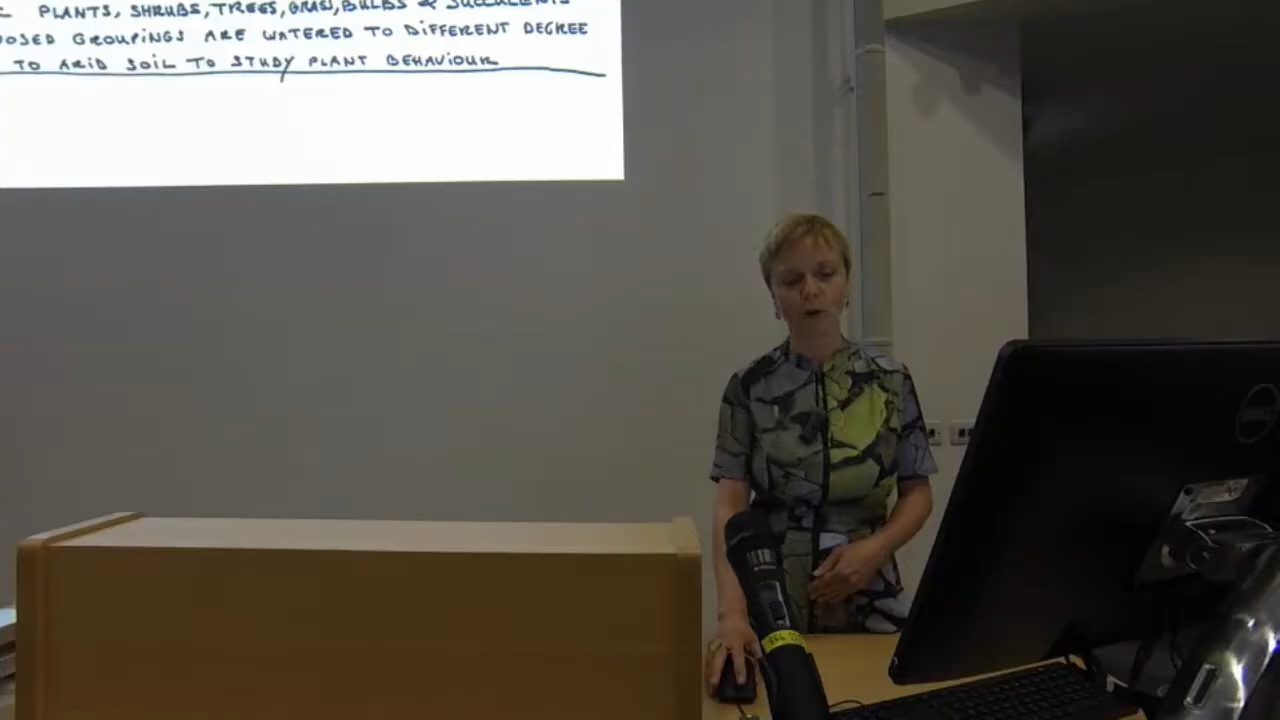 PLANTS, SHRUBS, TREES, GRASS, BULBS & SUCCULENTS
GROUPINGS ARE WATERED TO DIFFERENT DEGREE
TO ARID SOIL TO STUDY PLANT BEHAVIOUR